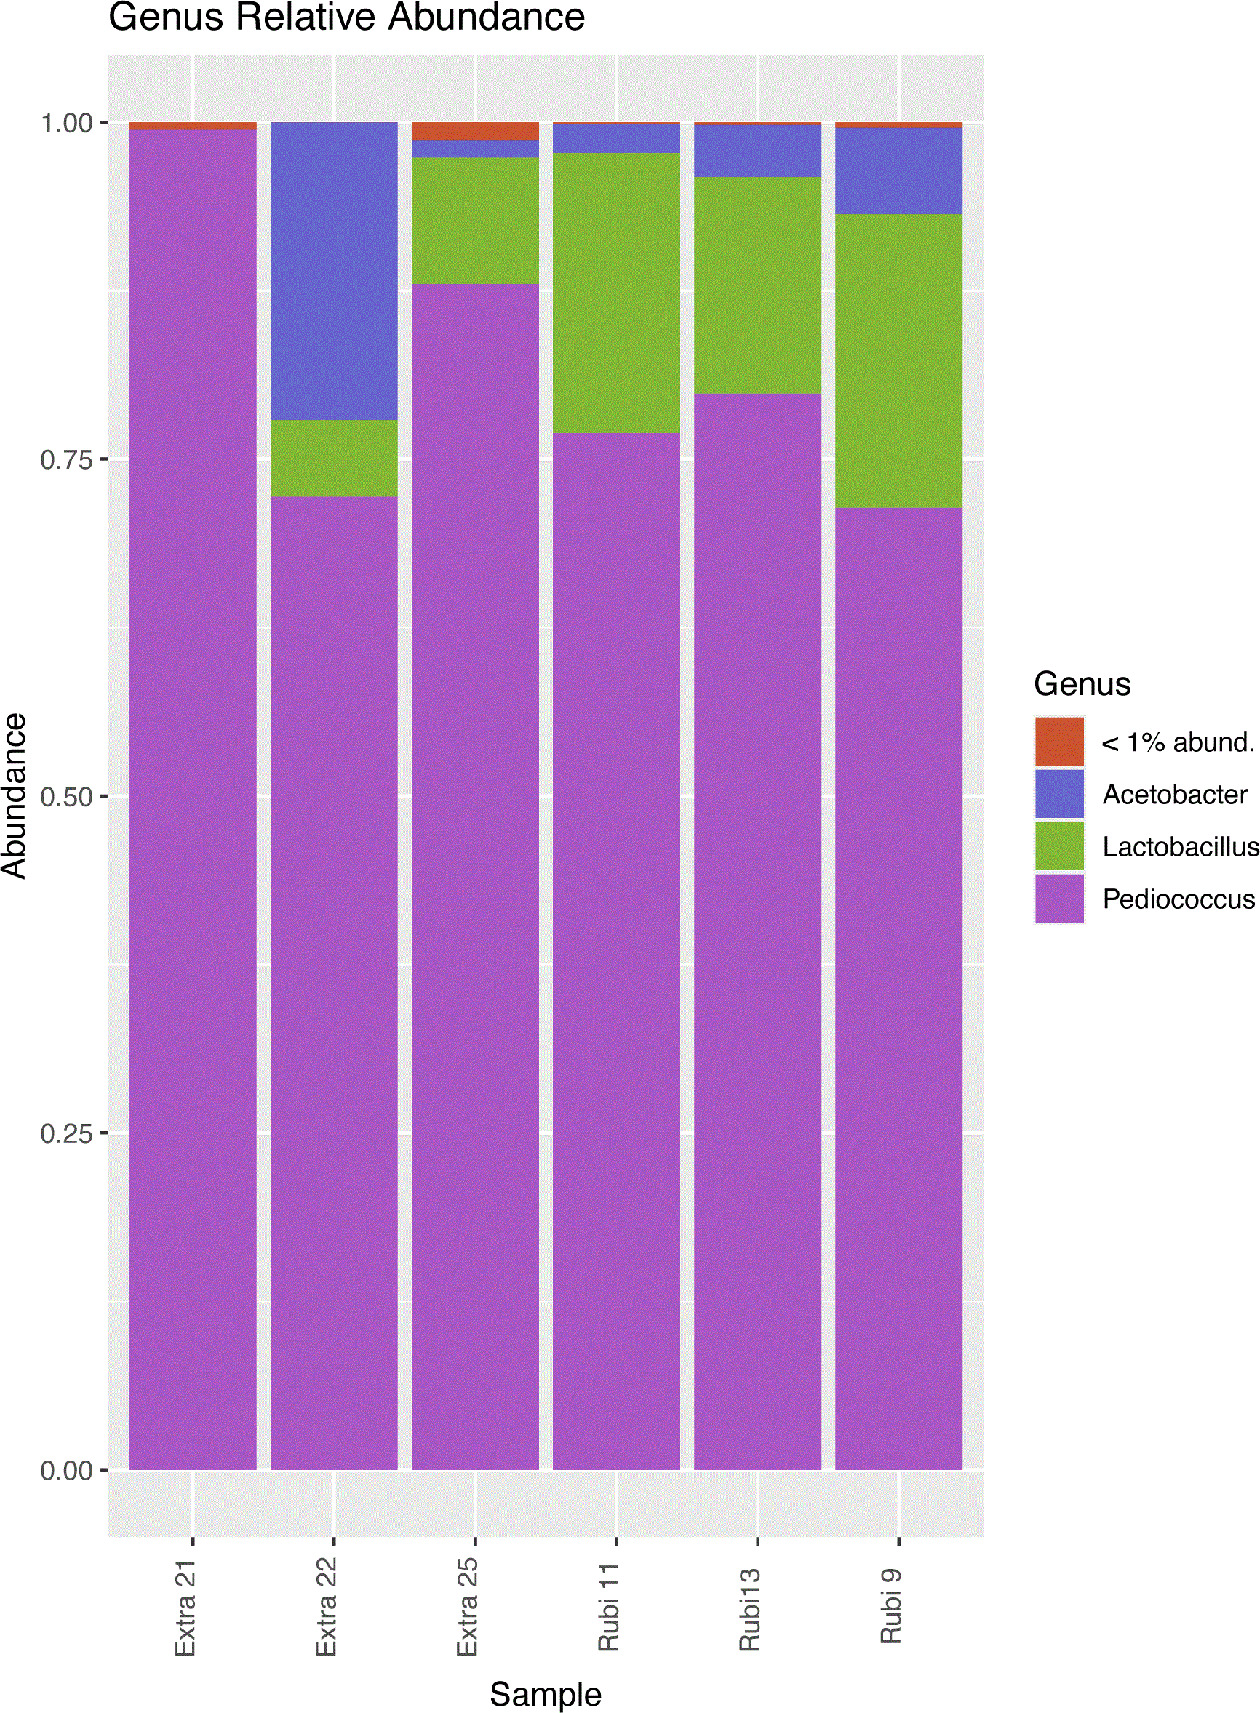 Genus Relative Abundance
1.00
0.75
0.50
0.25
0.00
Abundance
Extra 21
Extra 22
Extra 25
Rubi 11
Rubi13
Rubi 9
Sample
Genus
< 1% abund.
Acetobacter
Lactobacillus
Pediococcus